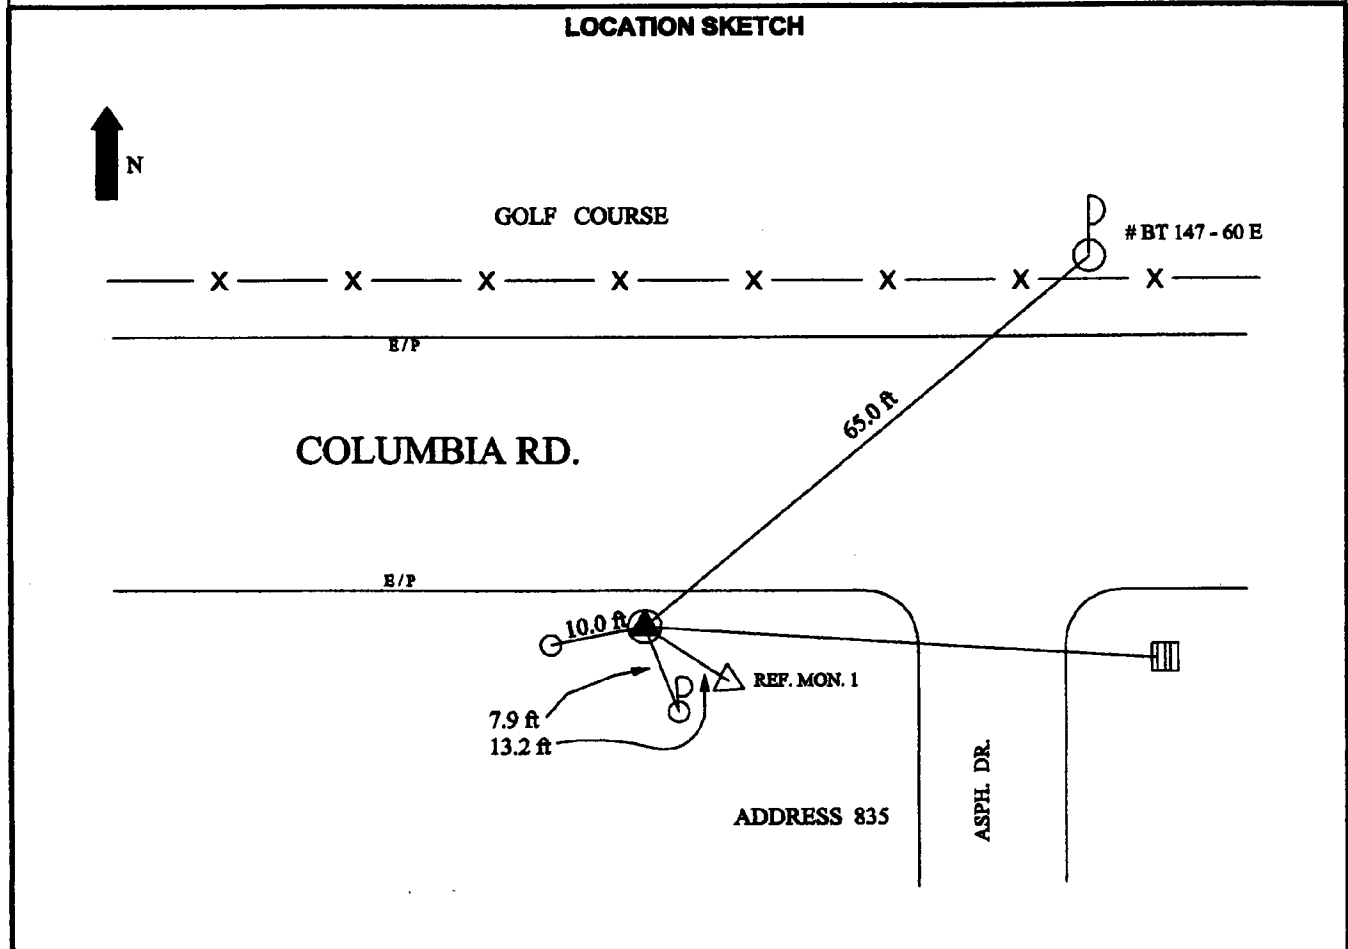 LOCATION SKETCH
N
GOLF COURSE
# BT 147 - 60 E
X X X X X X X X
E / P
65.0 ft
COLUMBIA RD.
E / P
10.0 ft
REF. MON. 1
7.9 ft
13.2 ft
ASPH. DR.
ADDRESS 835